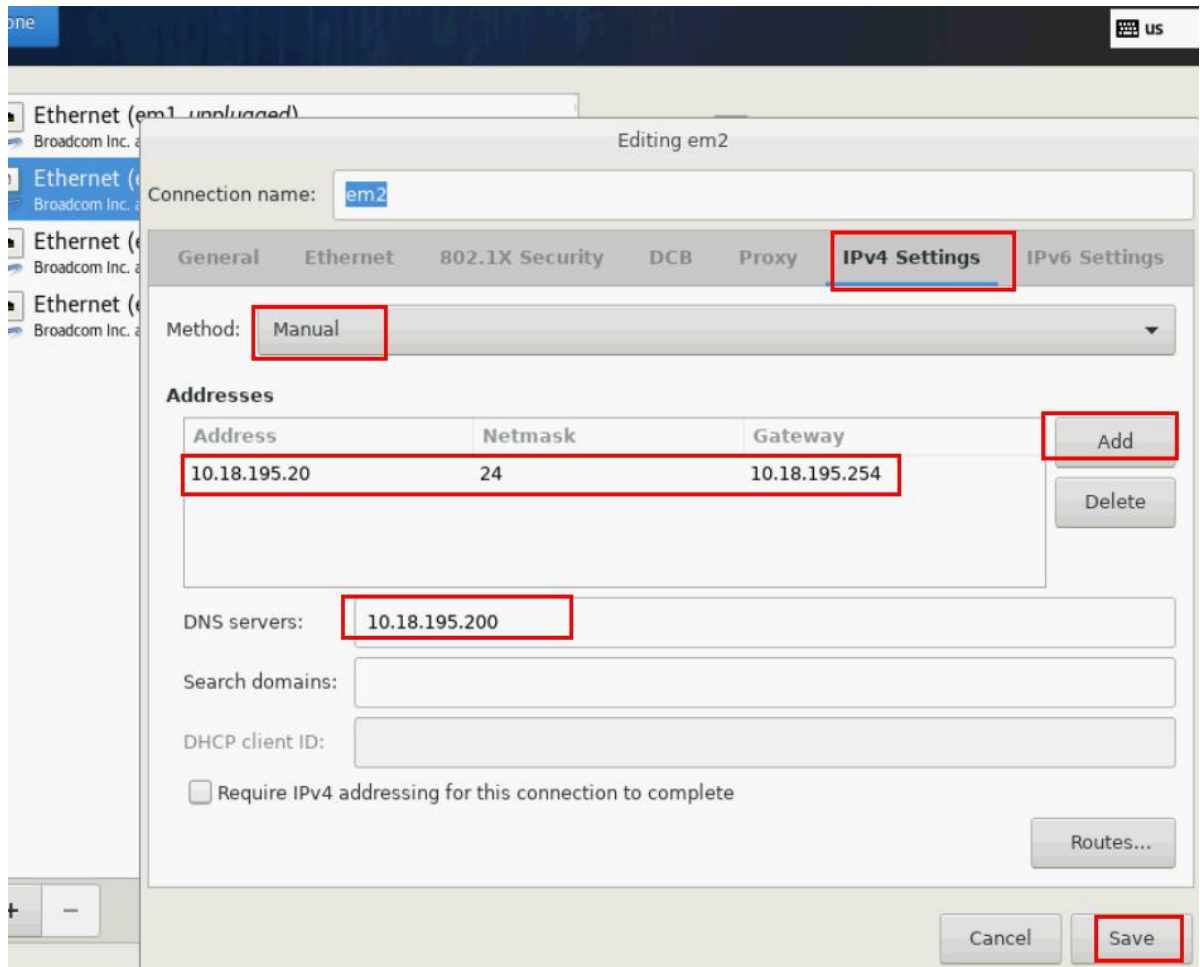 us
Ethernet (em1, unplugged)
Broadcom Inc.
Editing em2
Ethernet (
Broadcom Inc.
Connection name: em2
Ethernet (
Broadcom Inc.
General Ethernet 802.1X Security DCB Proxy IPv4 Settings IPv6 Settings
Ethernet (
Broadcom Inc.
Method: Manual
Addresses
Address Netmask Gateway
Add
10.18.195.20 24 10.18.195.254
Delete
DNS servers: 10.18.195.200
Search domains:
DHCP client ID:
Require IPv4 addressing for this connection to complete
Routes...
+ −
Cancel Save